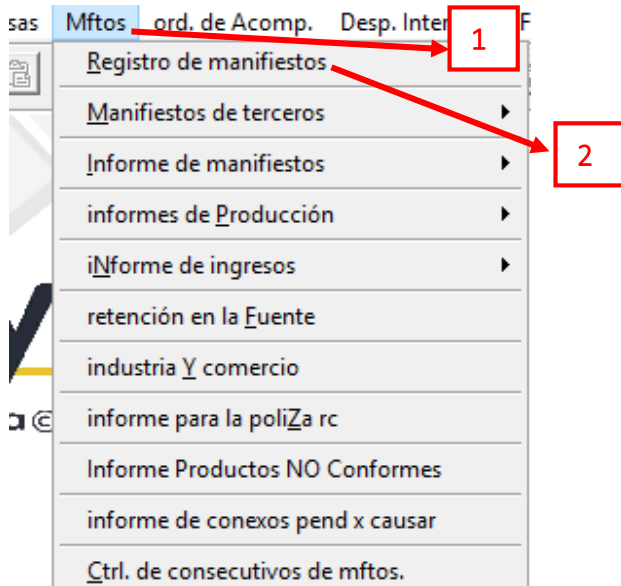 sas Mftos ord. de Acomp. Desp. Inter F
1
Registro de manifiestos
Manifiestos de terceros
2
Informe de manifiestos
informes de Producción
iNforme de ingresos
retención en la Fuente
industria Y comercio
informe para la poliZa rc
a©
Informe Productos NO Conformes
informe de conexos pend x causar
Ctrl. de consecutivos de mftos.